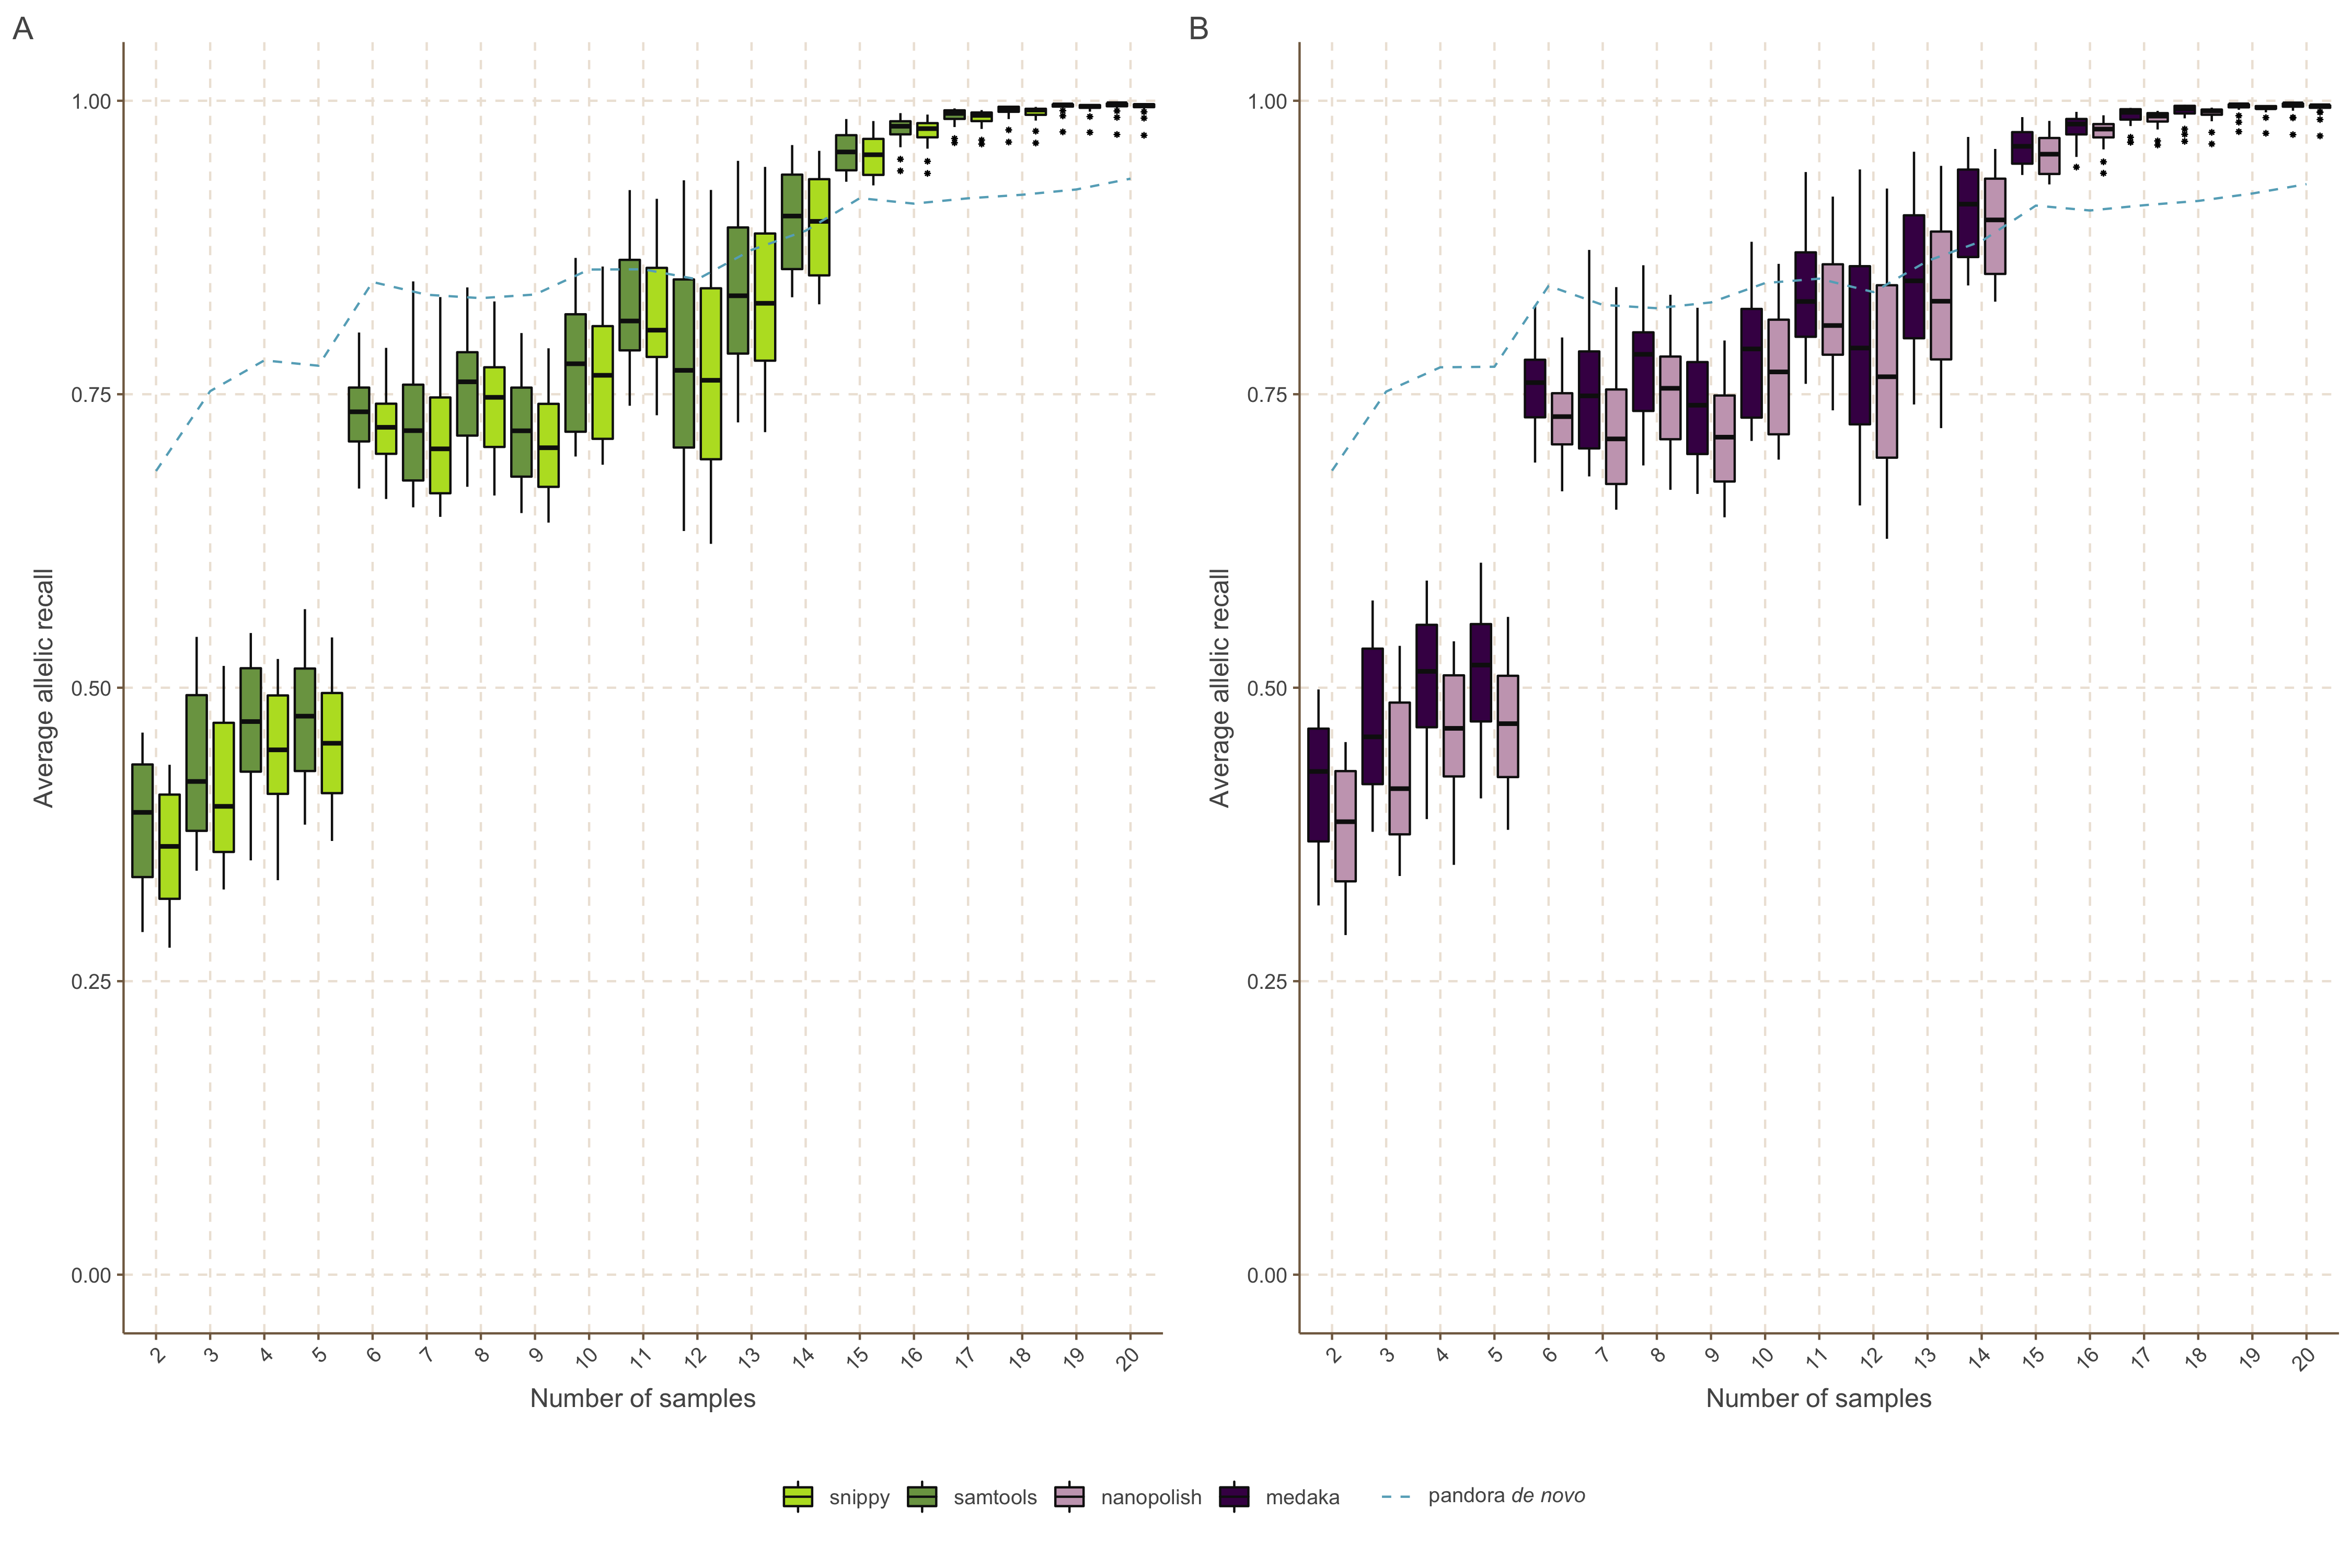 A
Average allelic recall
1.00
0.75
0.50
0.25
0.00
2 3 4 5 6 7 8 9 10 11 12 13 14 15 16 17 18 19 20
Number of samples
B
Average allelic recall
1.00
0.75
0.50
0.25
0.00
2 3 4 5 6 7 8 9 10 11 12 13 14 15 16 17 18 19 20
Number of samples
snippy samtools nanopolish medaka pandora de novo